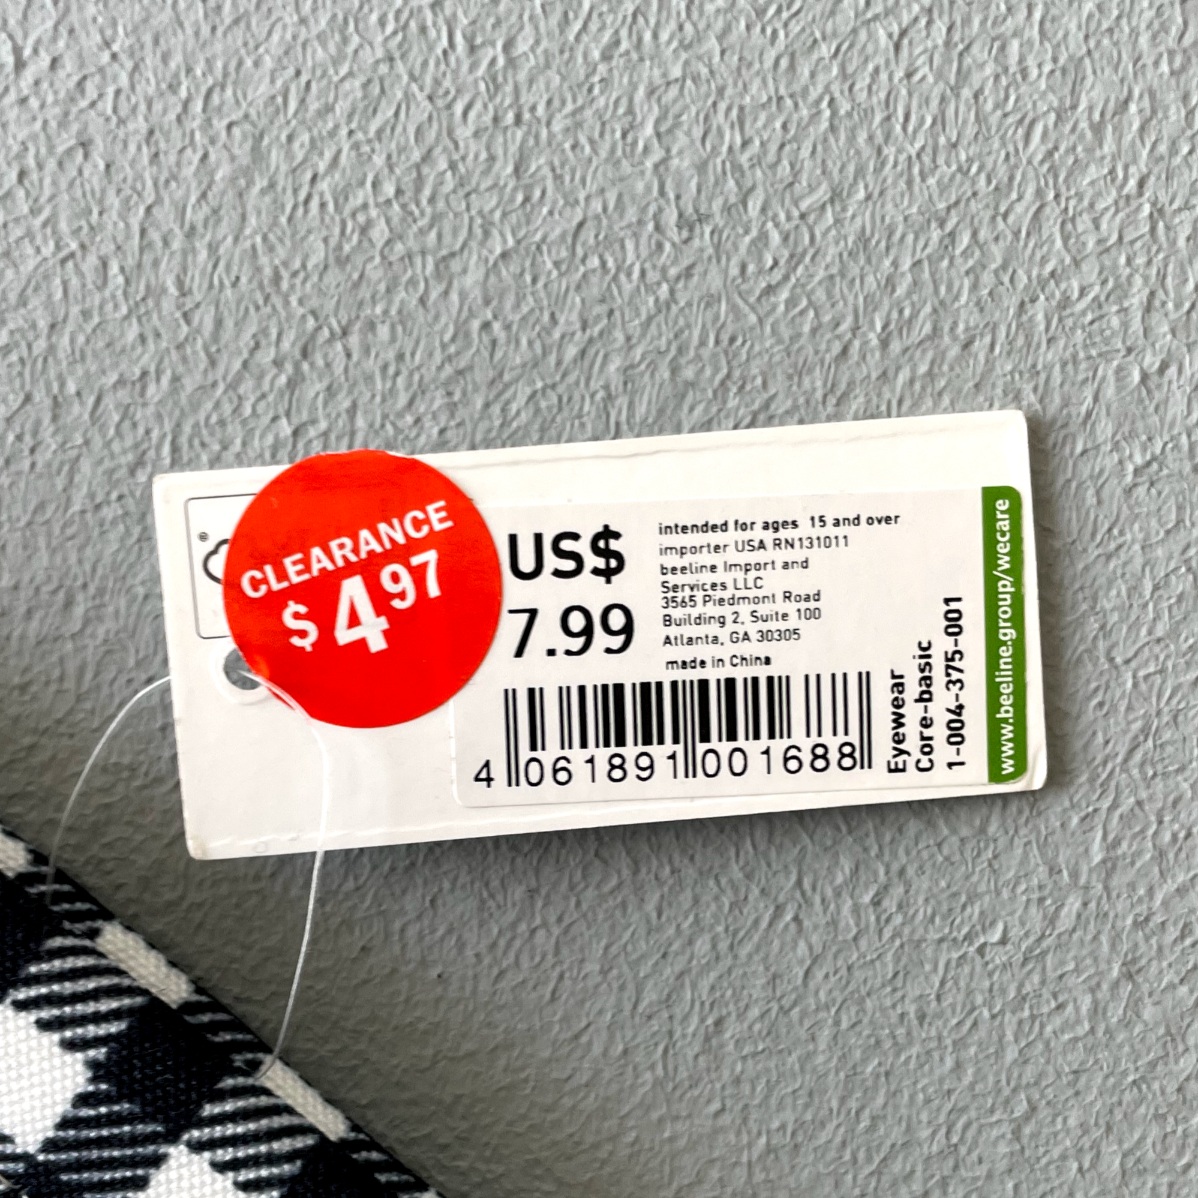 CLEARANCE
$4.97
US$
7.99
intended for ages 15 and over
importer USA RN131011
beeline Import and
Services LLC
3565 Piedmont Road
Building 2, Suite 100
Atlanta, GA 30305
made in China
4 061891 001688
Eyewear
Core-basic
1-004-375-001
www.beeline.group/wecare